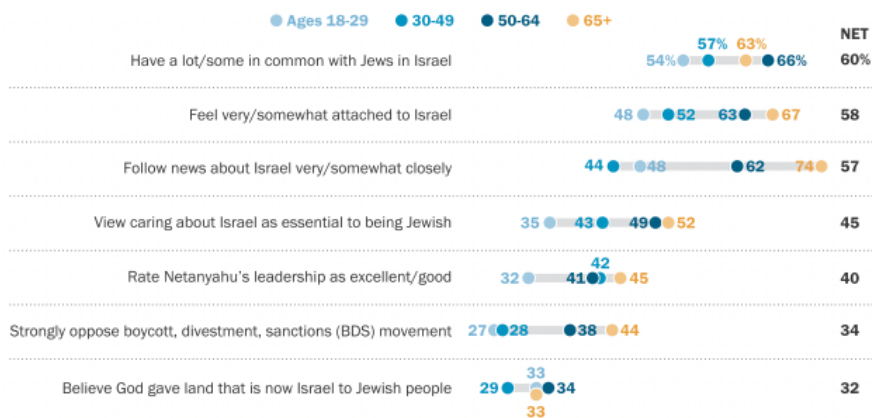 Ages 18-29 30-49 50-64 65+
NET
57% 63%
Have a lot/some in common with Jews in Israel 54% 66% 60%
Feel very/somewhat attached to Israel 48 52 63 67 58
Follow news about Israel very/somewhat closely 44 48 62 74 57
View caring about Israel as essential to being Jewish 35 43 49 52 45
42
Rate Netanyahu's leadership as excellent/good 32 41 45 40
Strongly oppose boycott, divestment, sanctions (BDS) movement 27 28 38 44 34
33
Believe God gave land that is now Israel to Jewish people 29 34 32
33